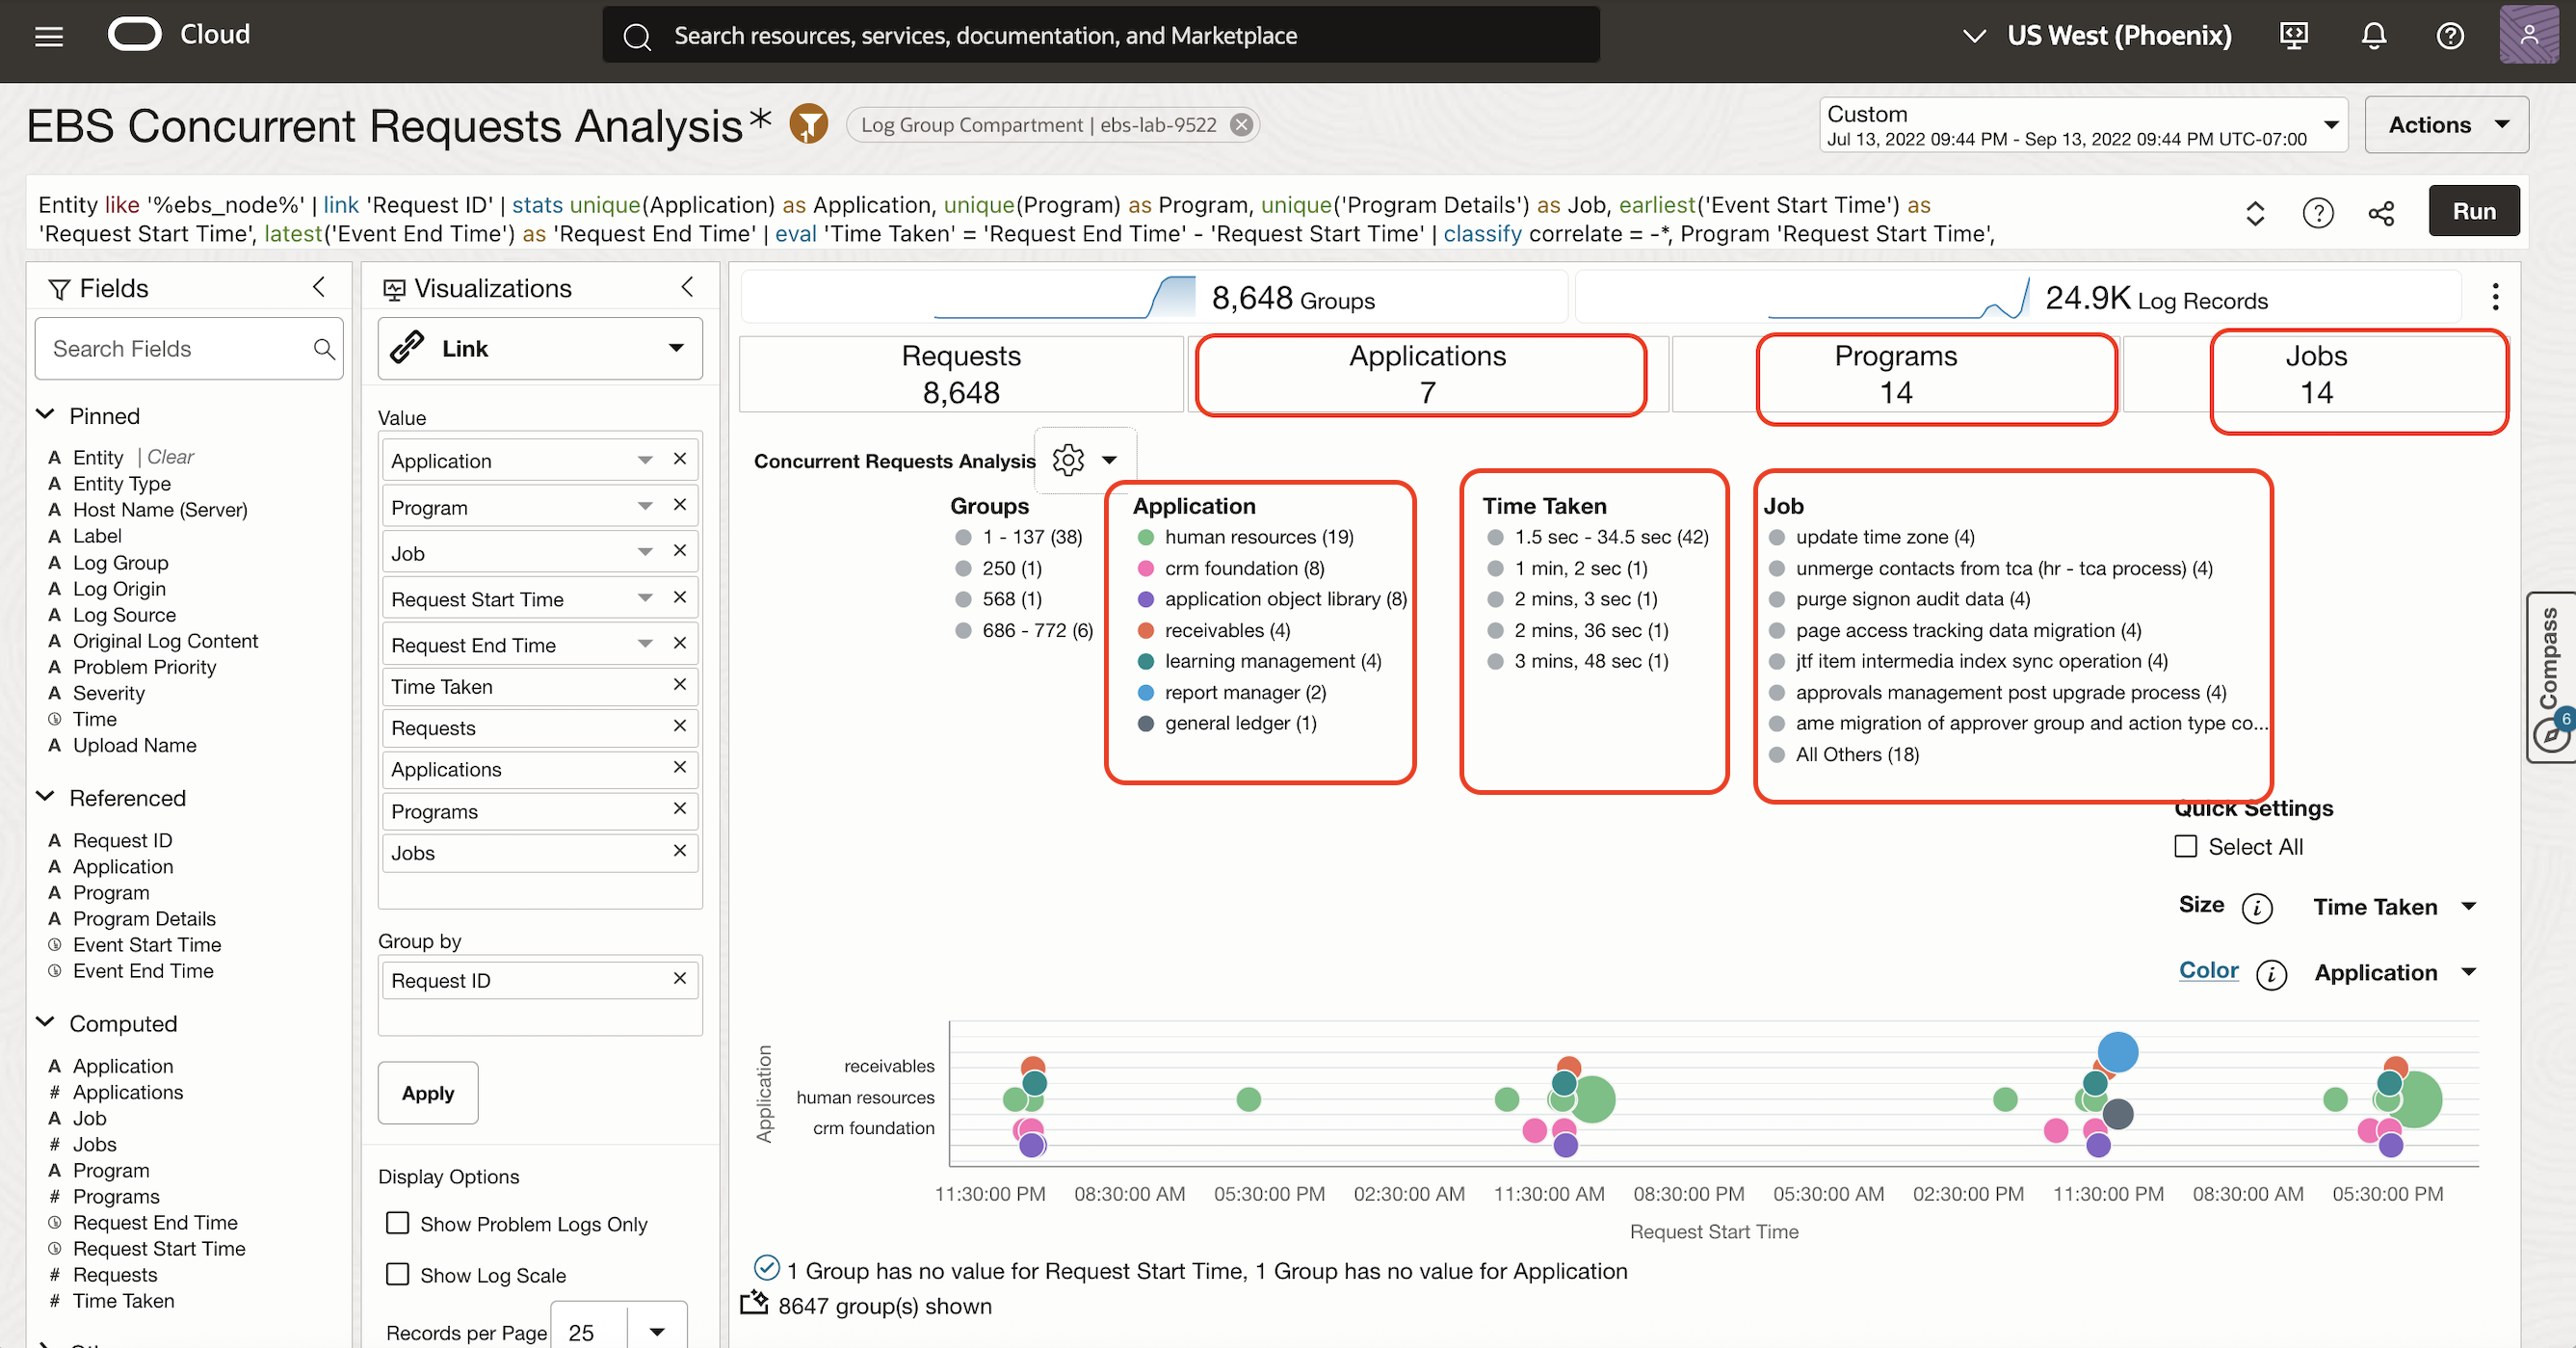 Cloud
Search resources, services, documentation, and Marketplace
US West (Phoenix)
EBS Concurrent Requests Analysis*
1
Log Group Compartment | ebs-lab-9522
Custom
Jul 13, 2022 09:44 PM - Sep 13, 2022 09:44 PM UTC-07:00
Actions
Entity like '%ebs_node%' | link 'Request ID' | stats unique(Application) as Application, unique(Program) as Program, unique('Program Details') as Job, earliest('Event Start Time') as
'Request Start Time', latest('Event End Time') as 'Request End Time' | eval 'Time Taken' = 'Request End Time' - 'Request Start Time' | classify correlate = -*, Program 'Request Start Time',
Run
Fields
Search Fields
Pinned
A Entity | Clear
A Entity Type
A Host Name (Server)
A Label
A Log Group
A Log Origin
A Log Source
A Original Log Content
A Problem Priority
A Severity
Time
A Upload Name
Referenced
A Request ID
A Application
A Program
A Program Details
Event Start Time
Event End Time
Computed
A Application
# Applications
A Job
# Jobs
A Program
# Programs
Request End Time
Request Start Time
# Requests
# Time Taken
Visualizations
Link
Value
Application
Program
Job
Request Start Time
Request End Time
Time Taken
Requests
Applications
Programs
Jobs
Group by
Request ID
Apply
Display Options
Show Problem Logs Only
Show Log Scale
Records per Page 25
8,648 Groups
24.9K Log Records
Requests
8,648
Applications
7
Programs
14
Jobs
14
Concurrent Requests Analysis
Groups
1 - 137 (38)
250 (1)
568 (1)
686 - 772 (6)
Application
human resources (19)
crm foundation (8)
application object library (8)
receivables (4)
learning management (4)
report manager (2)
general ledger (1)
Time Taken
1.5 sec - 34.5 sec (42)
1 min, 2 sec (1)
2 mins, 3 sec (1)
2 mins, 36 sec (1)
3 mins, 48 sec (1)
Job
update time zone (4)
unmerge contacts from tca (hr - tca process) (4)
purge signon audit data (4)
page access tracking data migration (4)
jtf item intermedia index sync operation (4)
approvals management post upgrade process (4)
ame migration of approver group and action type co...
All Others (18)
Compass
6
Quick Settings
Select All
Size Time Taken
Color Application
Application
receivables
human resources
crm foundation
11:30:00 PM 08:30:00 AM 05:30:00 PM 02:30:00 AM 11:30:00 AM 08:30:00 PM 05:30:00 AM 02:30:00 PM 11:30:00 PM 08:30:00 AM 05:30:00 PM
Request Start Time
1 Group has no value for Request Start Time, 1 Group has no value for Application
8647 group(s) shown